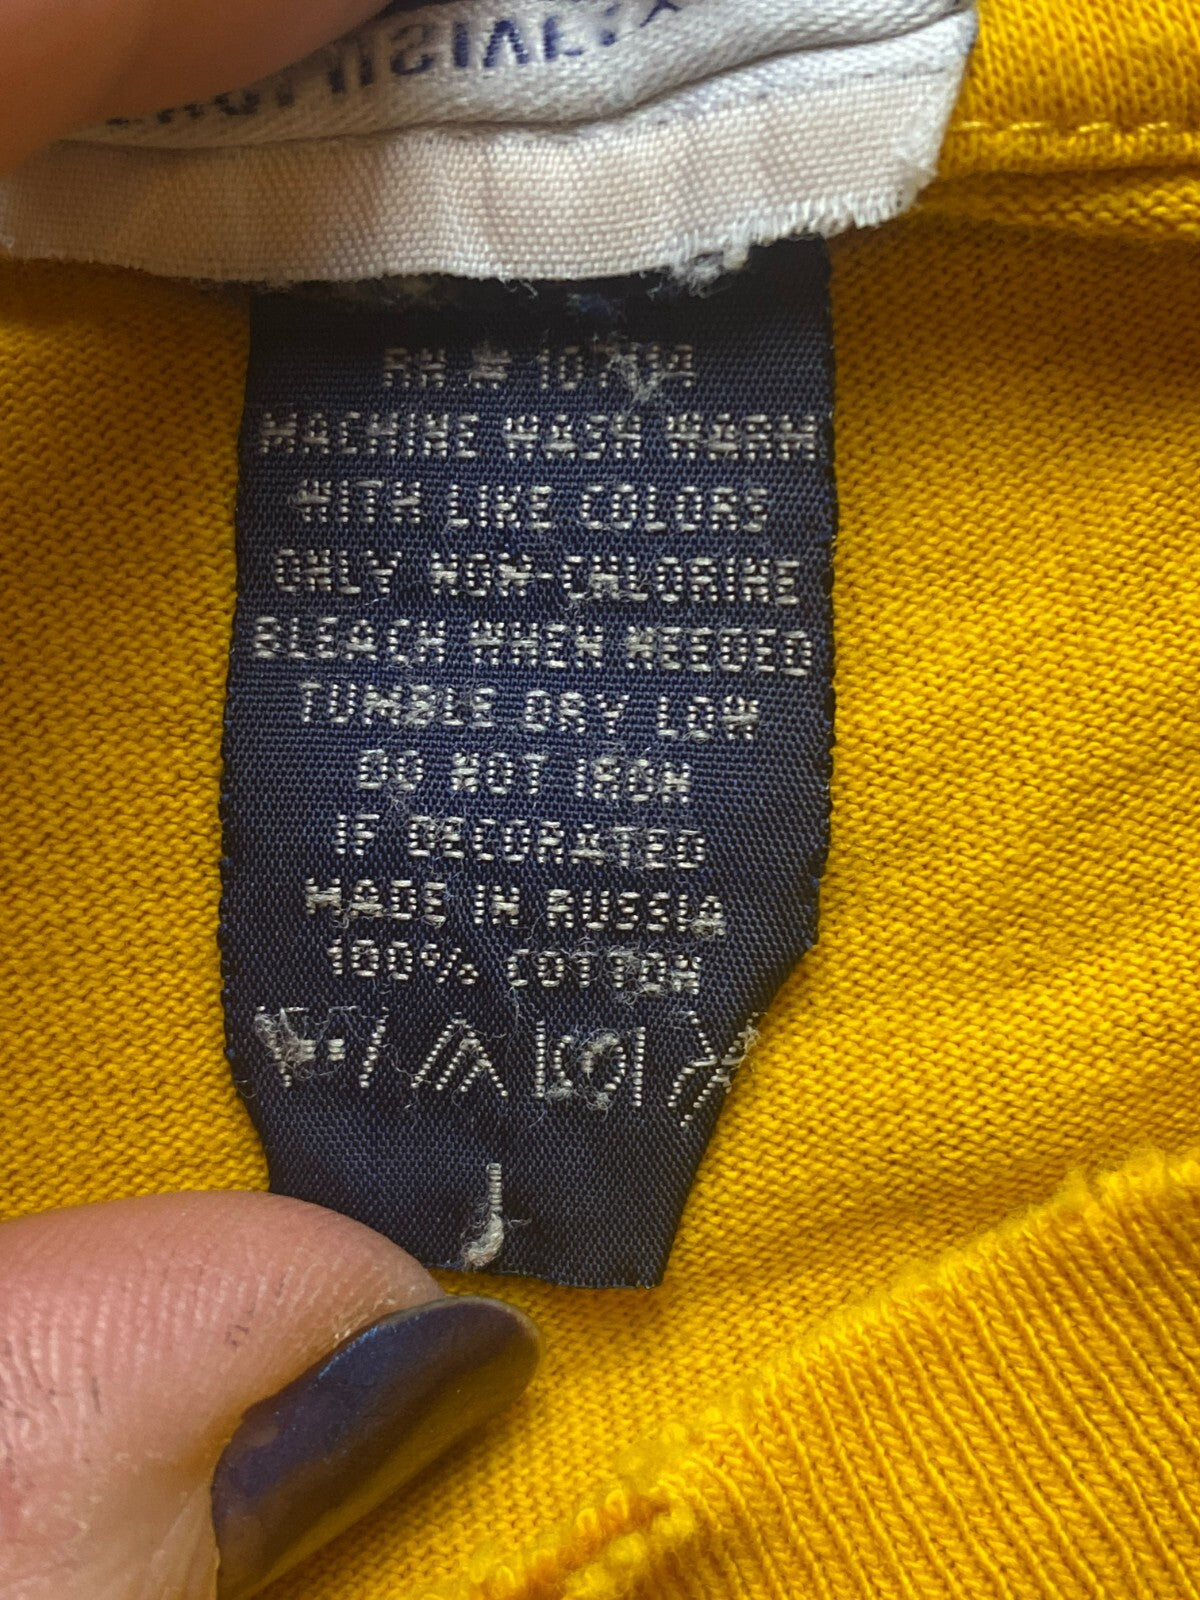 RN #
MACHINE WASH WARM
WITH LIKE COLORS
ONLY NON-CHLORINE
BLEACH WHEN NEEDED
TUMBLE DRY LOW
DO NOT IRON
IF DECORATED
MADE IN RUSSIA
100% COTTON